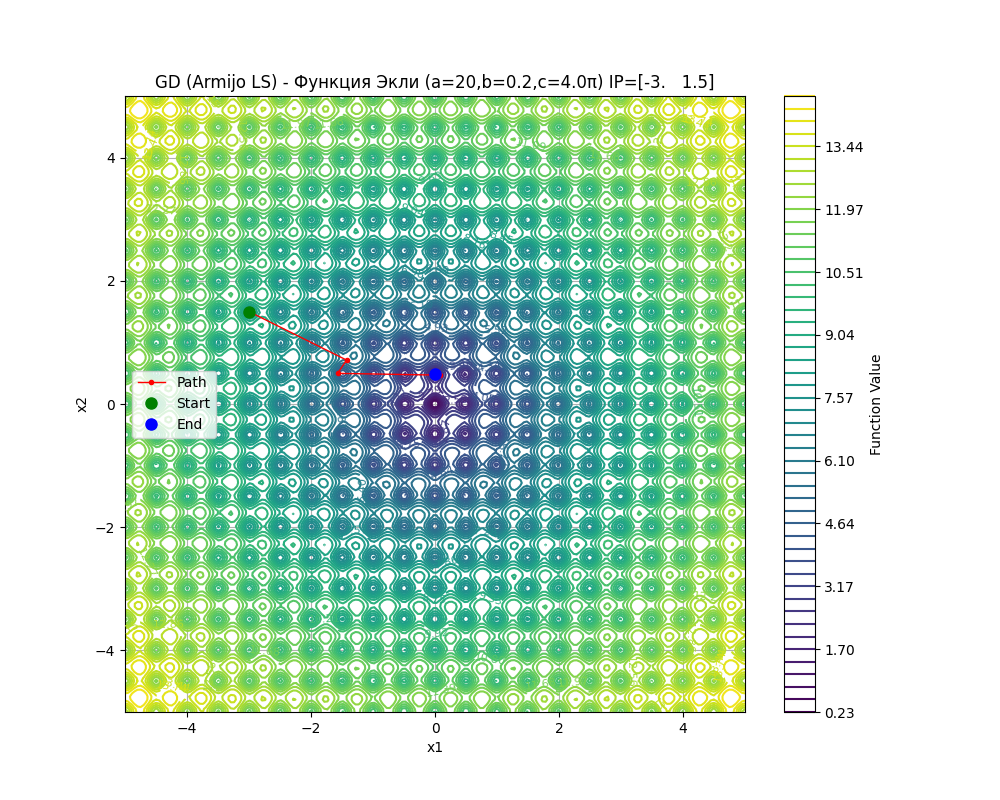 GD (Armijo LS) - Функция Экли (a=20,b=0.2,c=4.0π) IP=[-3.   1.5]
x2
4
2
0
−2
−4
−4
−2
0
2
4
x1
Path
Start
End
13.44
11.97
10.51
9.04
7.57
6.10
4.64
3.17
1.70
0.23
Function Value